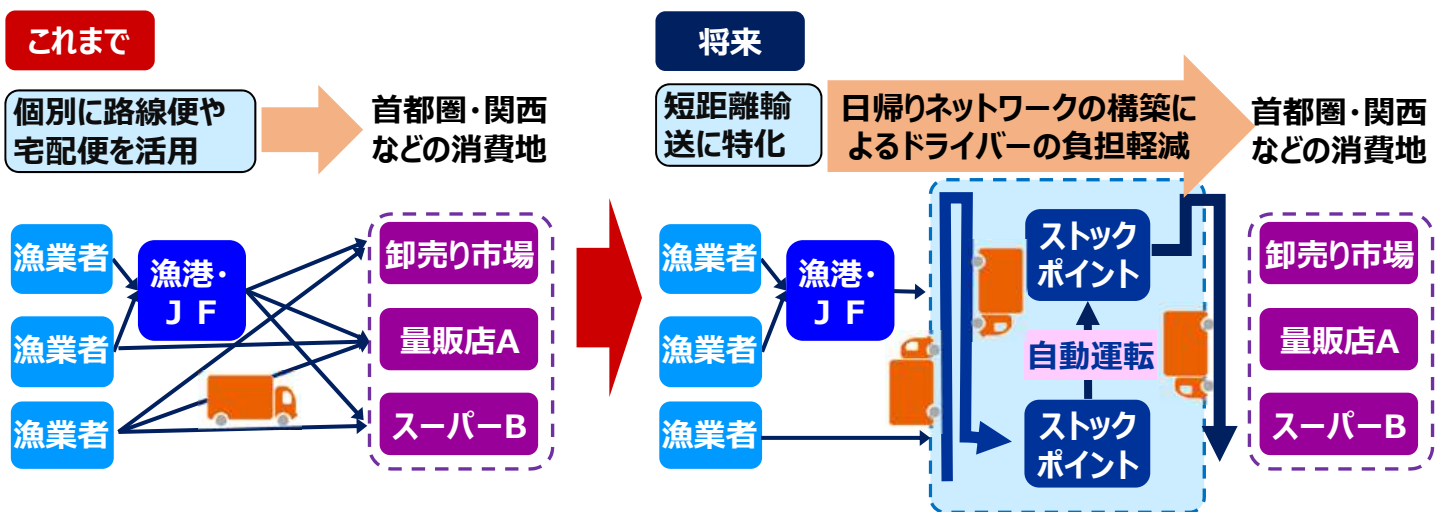 これまで
個別に路線便や
宅配便を活用
首都圏・関西
などの消費地
漁業者
漁業者
漁業者
漁港・
ＪＦ
卸売り市場
量販店A
スーパーB
将来
短距離輸
送に特化
日帰りネットワークの構築に
よるドライバーの負担軽減
首都圏・関西
などの消費地
漁業者
漁業者
漁業者
漁港・
ＪＦ
ストック
ポイント
自動運転
ストック
ポイント
卸売り市場
量販店A
スーパーB